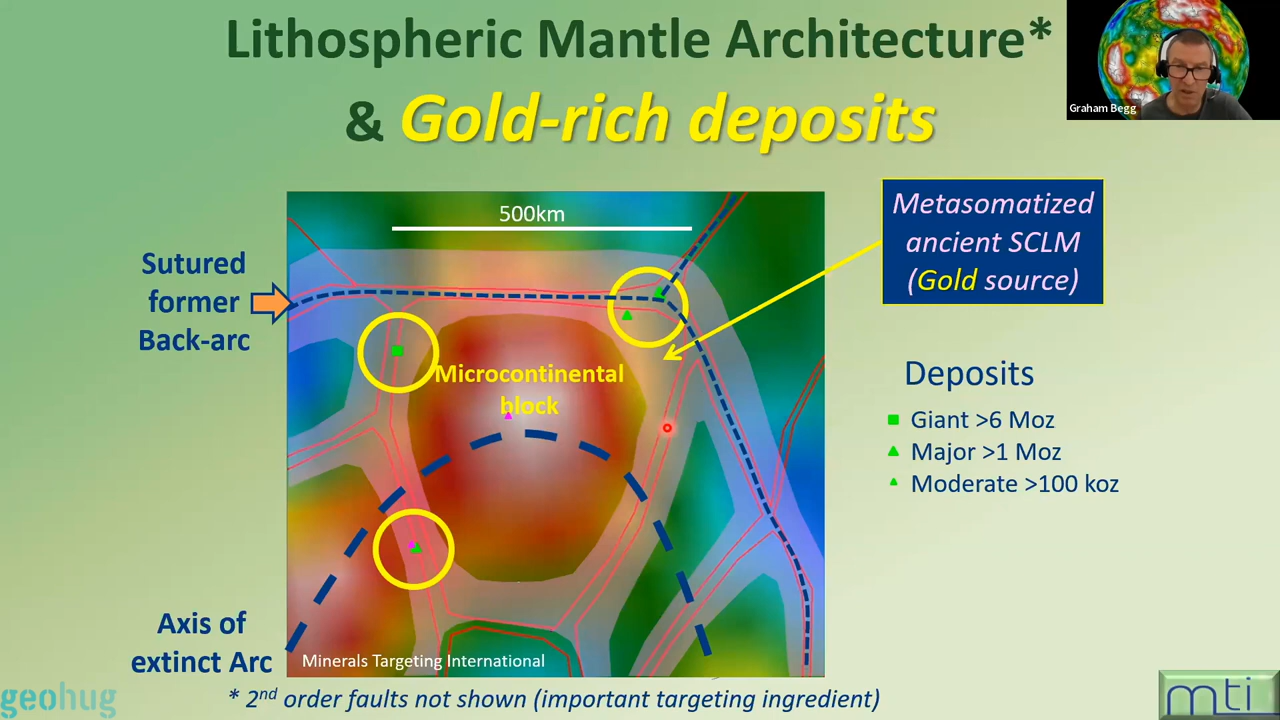 Lithospheric Mantle Architecture*
& Gold-rich deposits
Graham Begg
500km
Metasomatized
ancient SCLM
(Gold source)
Sutured
former
Back-arc
Microcontinental
block
Deposits
Giant >6 Moz
Major >1 Moz
Moderate >100 koz
Axis of
extinct Arc
Minerals Targeting International
* 2nd order faults not shown (important targeting ingredient)
geohug
mti